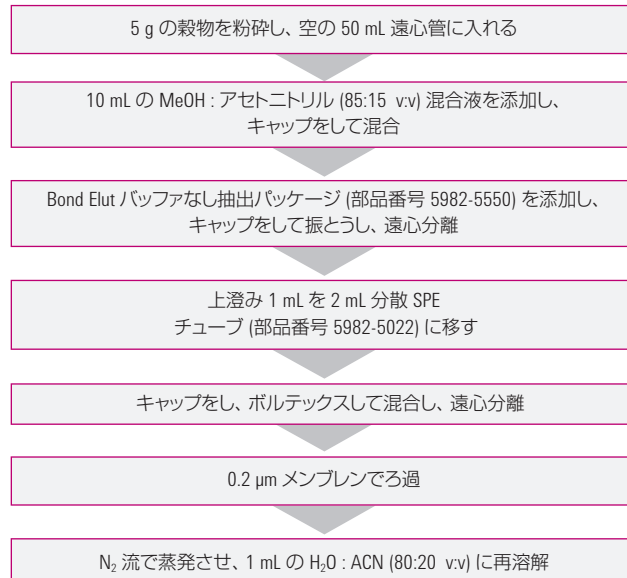 5 g の穀物を粉砕し、空の 50 mL 遠心管に入れる
10 mL の MeOH : アセトニトリル (85:15 v:v) 混合液を添加し、
キャップをして混合
Bond Elut バッファなし抽出パッケージ (部品番号 5982-5550) を添加し、
キャップをして振とうし、遠心分離
上澄み 1 mL を 2 mL 分散 SPE
チューブ (部品番号 5982-5022) に移す
キャップをし、ボルテックスして混合し、遠心分離
0.2 µm メンブレンでろ過
N₂ 流で蒸発させ、1 mL の H₂O : ACN (80:20 v:v) に再溶解